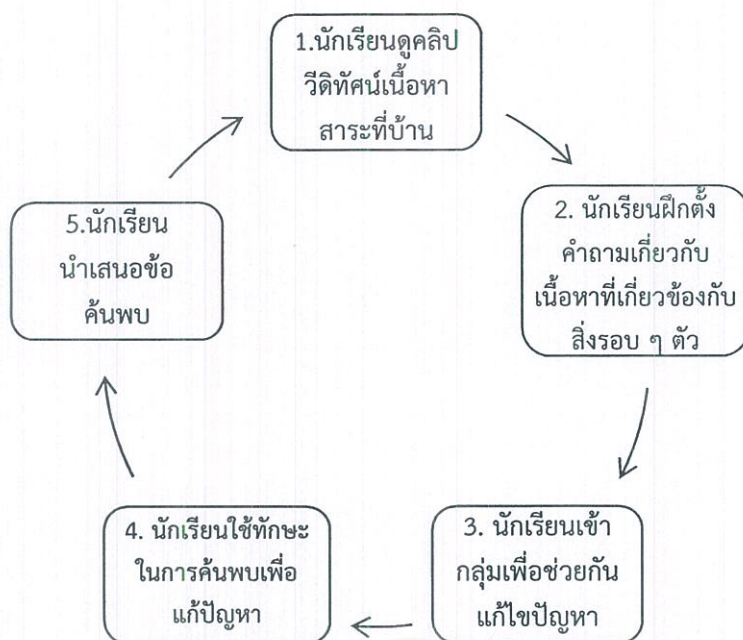 1.นักเรียนดูคลิป
วีดิทัศน์เนื้อหา
สาระที่บ้าน
2. นักเรียนฝึกตั้ง
คำถามเกี่ยวกับ
เนื้อหาที่เกี่ยวข้องกับ
สิ่งรอบ ๆ ตัว
3. นักเรียนเข้า
กลุ่มเพื่อช่วยกัน
แก้ไขปัญหา
4. นักเรียนใช้ทักษะ
ในการค้นพบเพื่อ
แก้ปัญหา
5.นักเรียน
นำเสนอข้อ
ค้นพบ